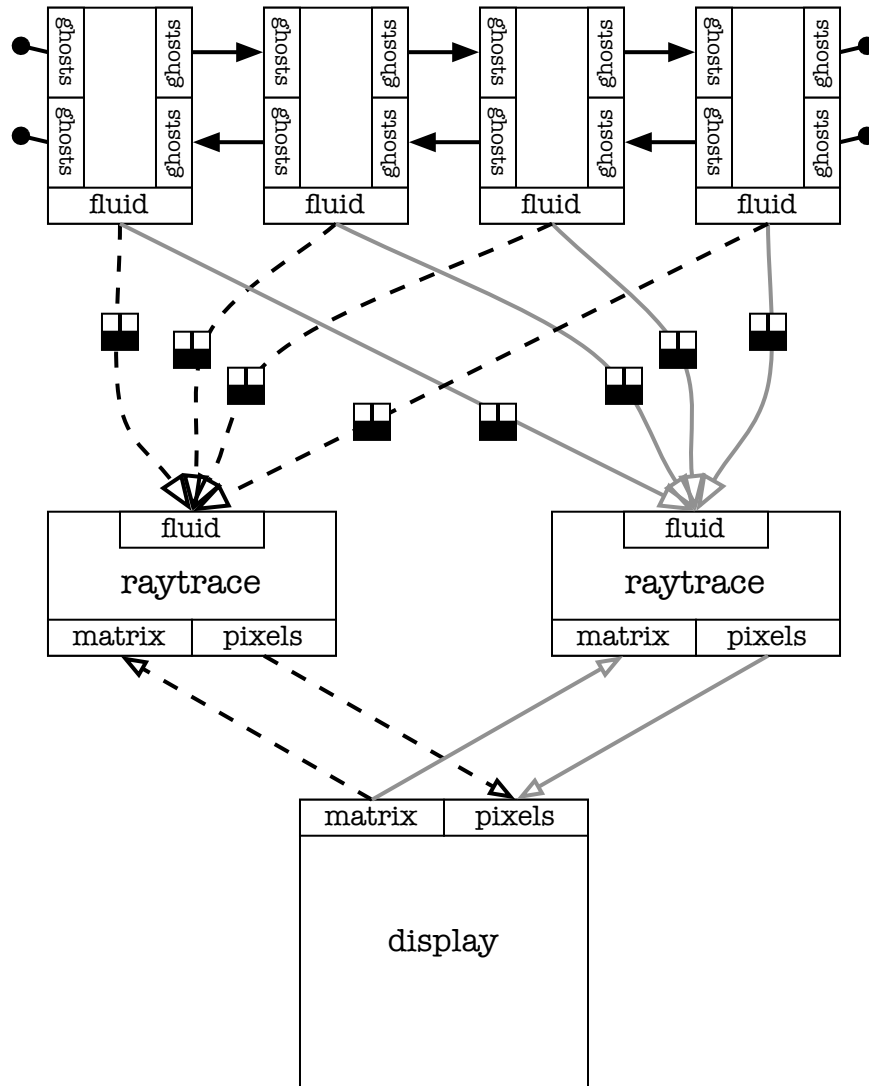 ghosts ghosts ghosts ghosts ghosts ghosts ghosts ghosts
ghosts ghosts ghosts ghosts ghosts ghosts ghosts ghosts
fluid fluid fluid fluid
fluid fluid
raytrace raytrace
matrix pixels matrix pixels
matrix pixels
display